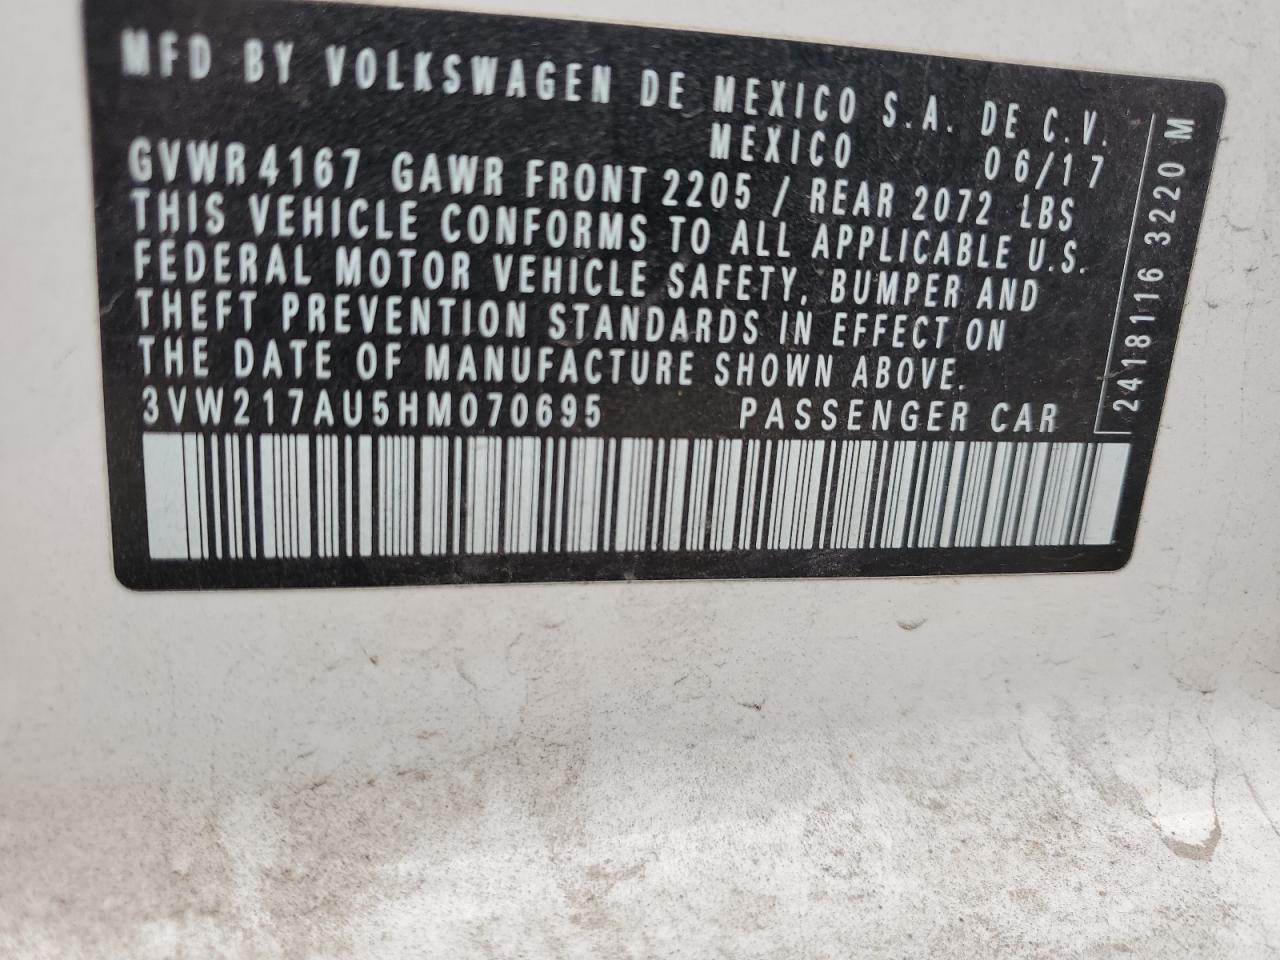 MFD BY VOLKSWAGEN DE MEXICO S.A. DE C.V.
MEXICO 06/17
GVWR 4167 GAWR FRONT 2205 / REAR 2072 LBS
THIS VEHICLE CONFORMS TO ALL APPLICABLE U.S.
FEDERAL MOTOR VEHICLE SAFETY, BUMPER AND
THEFT PREVENTION STANDARDS IN EFFECT ON
THE DATE OF MANUFACTURE SHOWN ABOVE.
3VW217AU5HM070695 PASSENGER CAR
24181116 3220 M